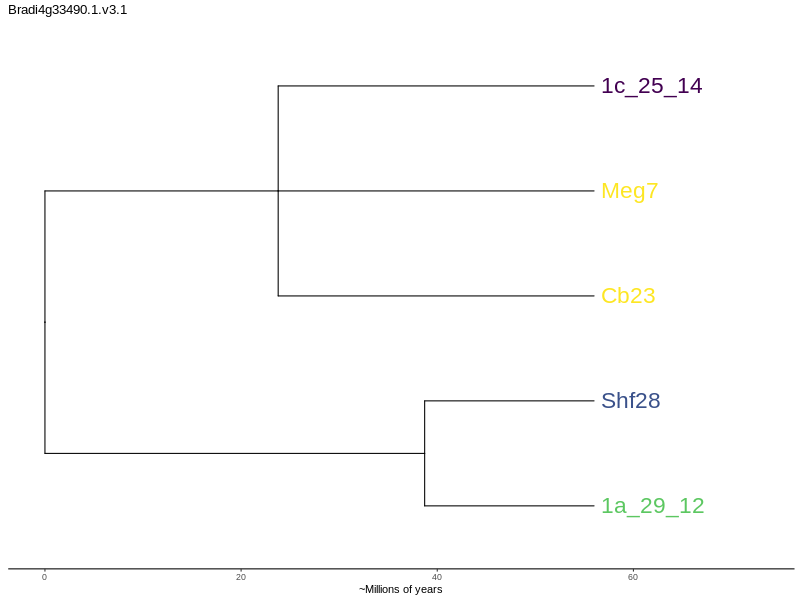 Bradi4g33490.1.v3.1
1c_25_14
Meg7
Cb23
Shf28
1a_29_12
0 20 40 60
~Millions of years